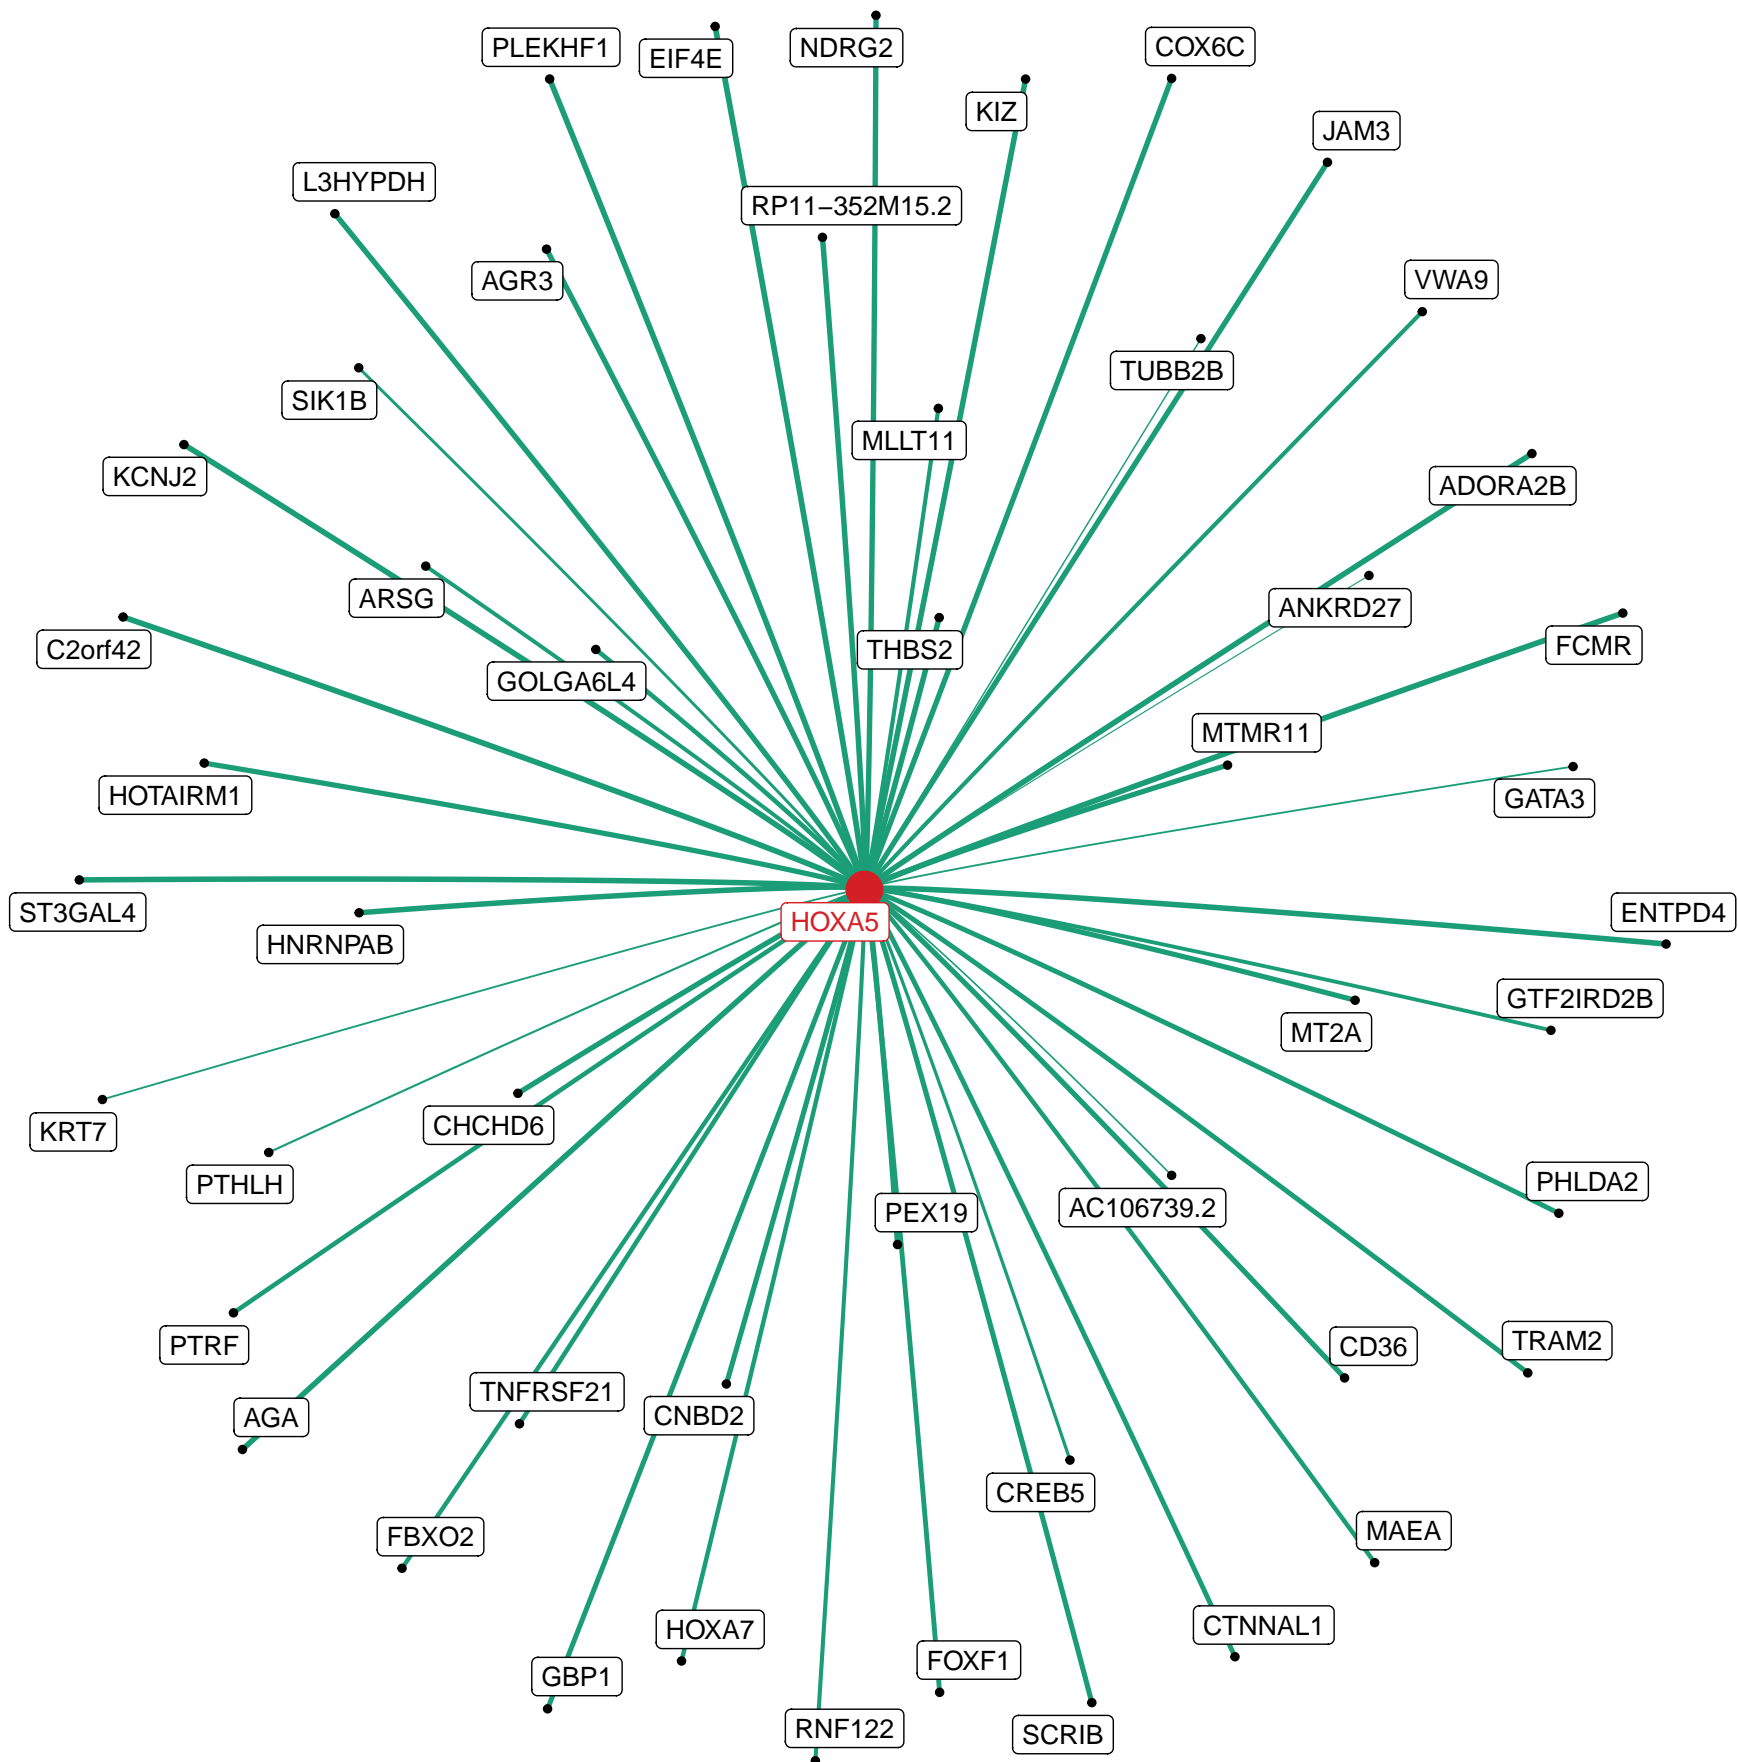 PLEKHF1
EIF4E
NDRG2
COX6C
KIZ
JAM3
L3HYPDH
RP11−352M15.2
AGR3
VWA9
TUBB2B
SIK1B
MLLT11
KCNJ2
ADORA2B
ARSG
ANKRD27
C2orf42
THBS2
FCMR
GOLGA6L4
MTMR11
HOTAIRM1
GATA3
ST3GAL4
HOXA5
ENTPD4
HNRNPAB
GTF2IRD2B
MT2A
KRT7
CHCHD6
PTHLH
PHLDA2
PEX19
AC106739.2
PTRF
CD36
TRAM2
TNFRSF21
AGA
CNBD2
CREB5
FBXO2
MAEA
HOXA7
CTNNAL1
FOXF1
GBP1
RNF122
SCRIB